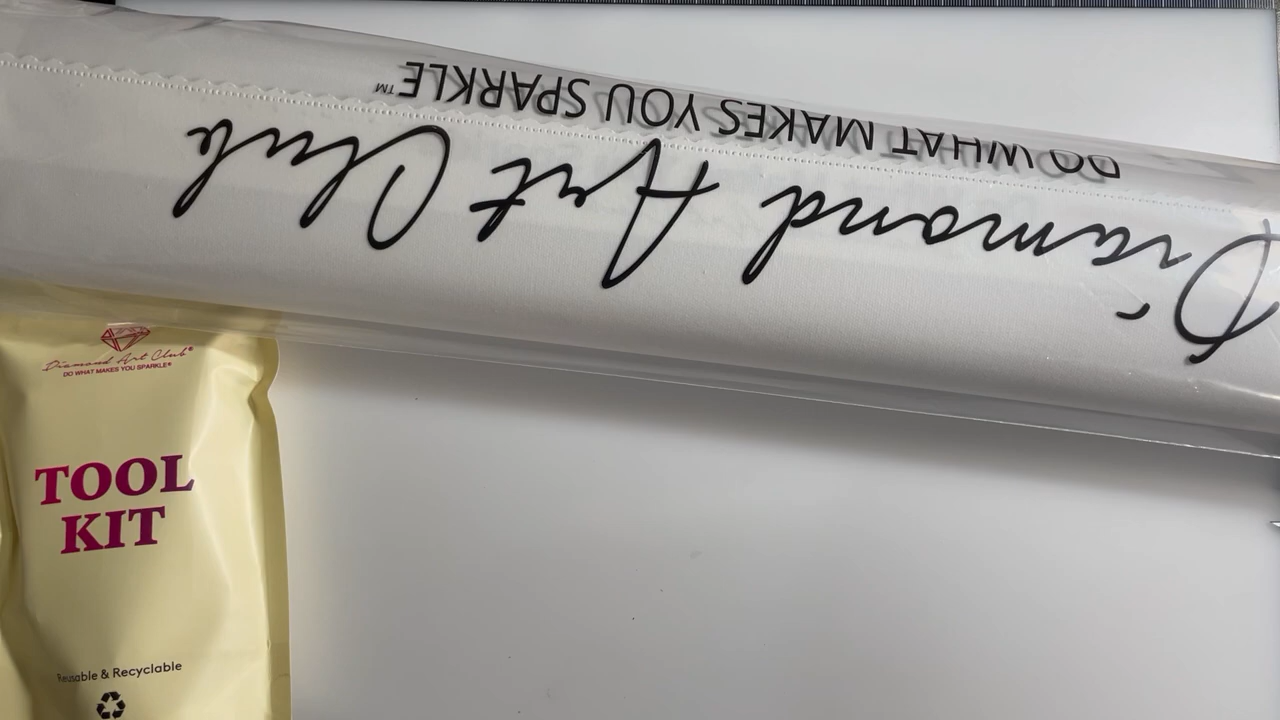 Diamond Art Club
DO WHAT MAKES YOU SPARKLE™
Diamond Art Club®
DO WHAT MAKES YOU SPARKLE®
TOOL
KIT
Reusable & Recyclable